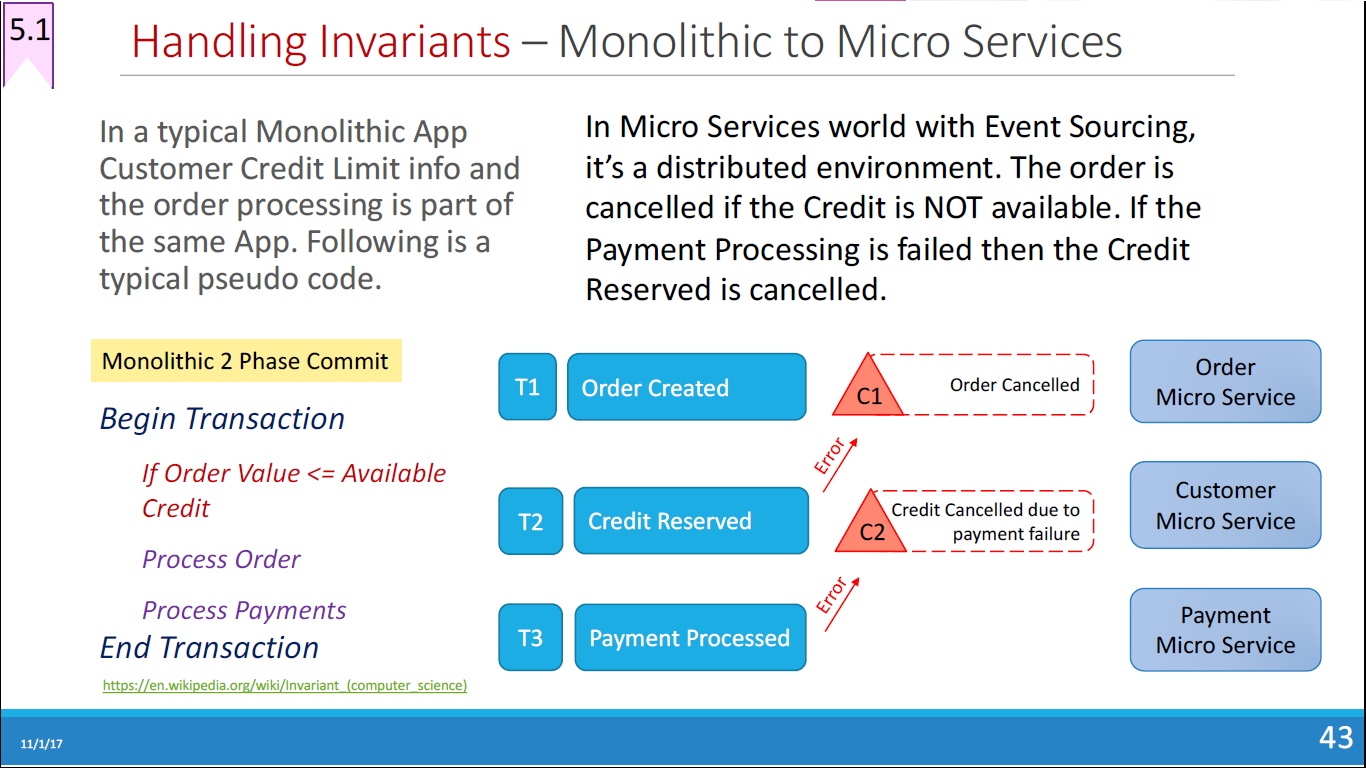 5.1
Handling Invariants – Monolithic to Micro Services
In a typical Monolithic App
Customer Credit Limit info and
the order processing is part of
the same App. Following is a
typical pseudo code.
In Micro Services world with Event Sourcing,
it’s a distributed environment. The order is
cancelled if the Credit is NOT available. If the
Payment Processing is failed then the Credit
Reserved is cancelled.
Monolithic 2 Phase Commit
Begin Transaction
If Order Value <= Available
Credit
Process Order
Process Payments
End Transaction
https://en.wikipedia.org/wiki/Invariant_(computer_science)
T1
Order Created
C1
Order Cancelled
Order
Micro Service
Error
T2
Credit Reserved
C2
Credit Cancelled due to
payment failure
Customer
Micro Service
Error
T3
Payment Processed
Payment
Micro Service
11/1/17
43